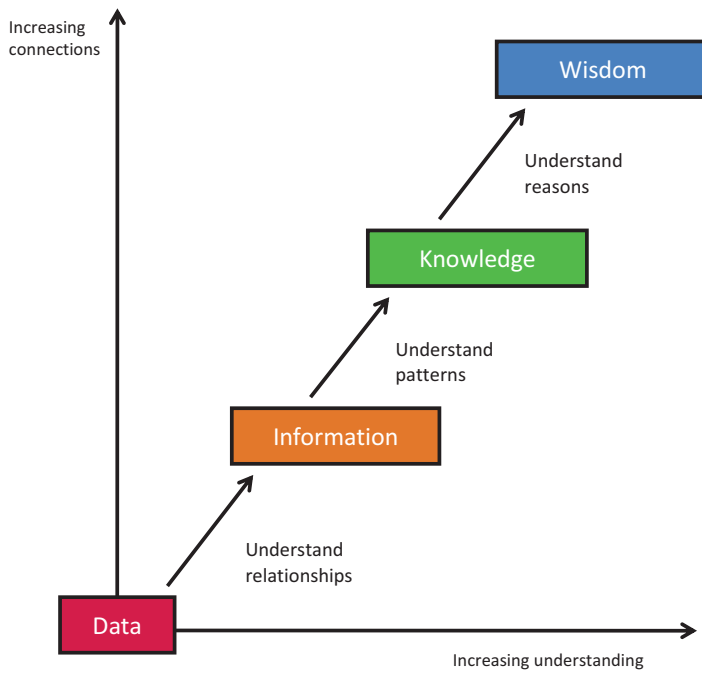 Increasing
connections
Wisdom
Understand
reasons
Knowledge
Understand
patterns
Information
Understand
relationships
Data
Increasing understanding